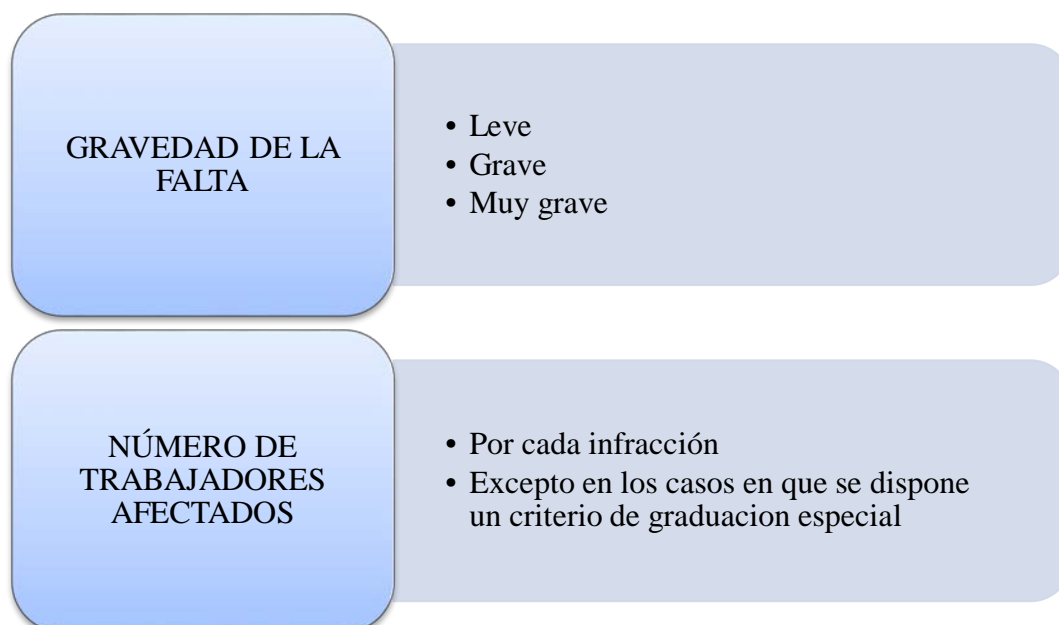 GRAVEDAD DE LA
FALTA
• Leve
• Grave
• Muy grave
NÚMERO DE
TRABAJADORES
AFECTADOS
• Por cada infracción
• Excepto en los casos en que se dispone
un criterio de graduacion especial